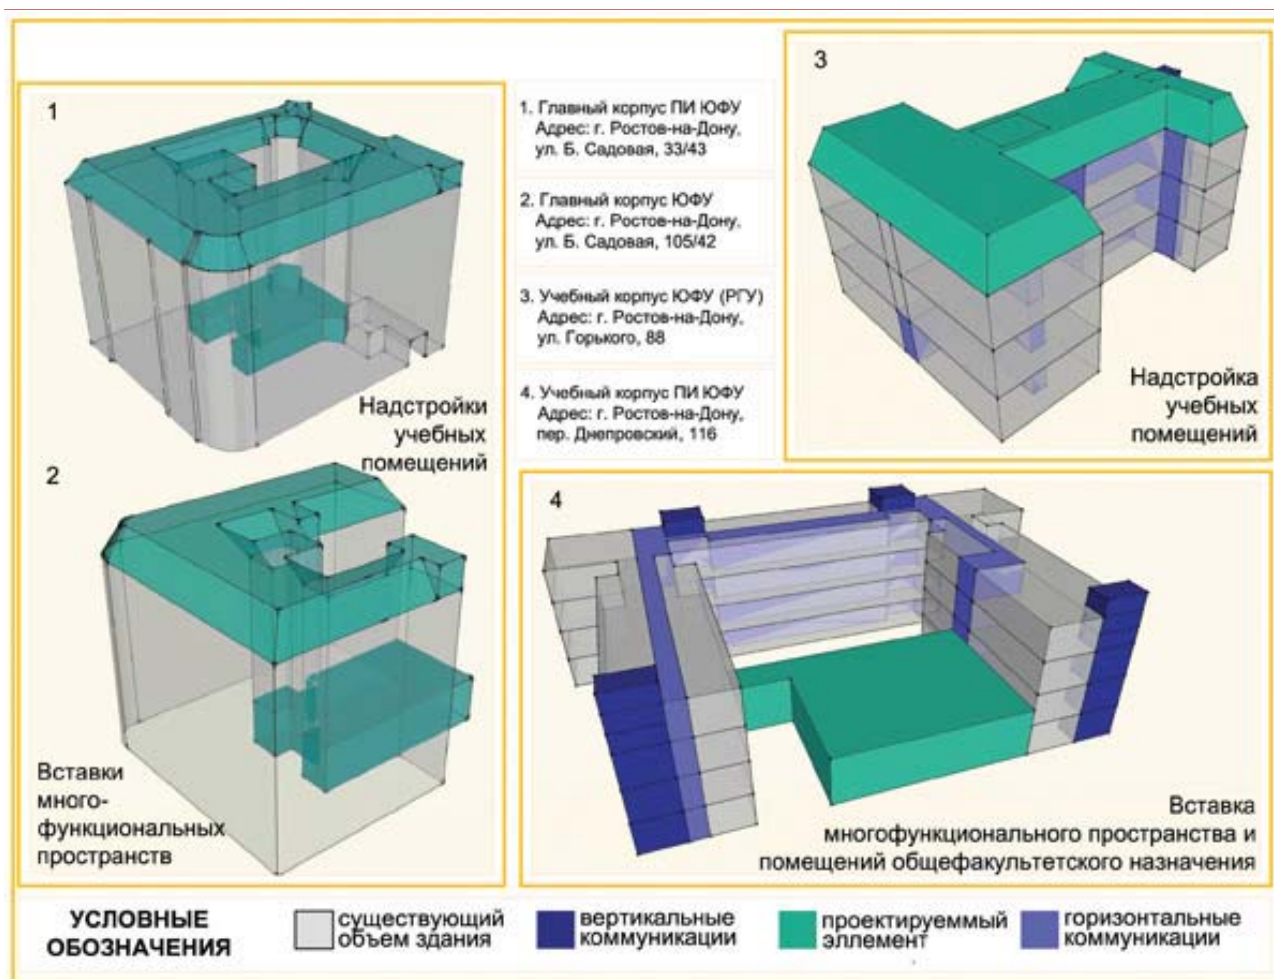 1
Надстройки
учебных
помещений
2
Вставки
много-
функциональных
пространств
1. Главный корпус ПИ ЮФУ
Адрес: г. Ростов-на-Дону,
ул. Б. Садовая, 33/43
2. Главный корпус ЮФУ
Адрес: г. Ростов-на-Дону,
ул. Б. Садовая, 105/42
3. Учебный корпус ЮФУ (РГУ)
Адрес: г. Ростов-на-Дону,
ул. Горького, 88
4. Учебный корпус ПИ ЮФУ
Адрес: г. Ростов-на-Дону,
пер. Днепровский, 116
3
Надстройка
учебных
помещений
4
Вставка
многофункционального пространства и
помещений общефакультетского назначения
УСЛОВНЫЕ
ОБОЗНАЧЕНИЯ
существующий
объем здания
вертикальные
коммуникации
проектируеммый
эллемент
горизонтальные
коммуникации